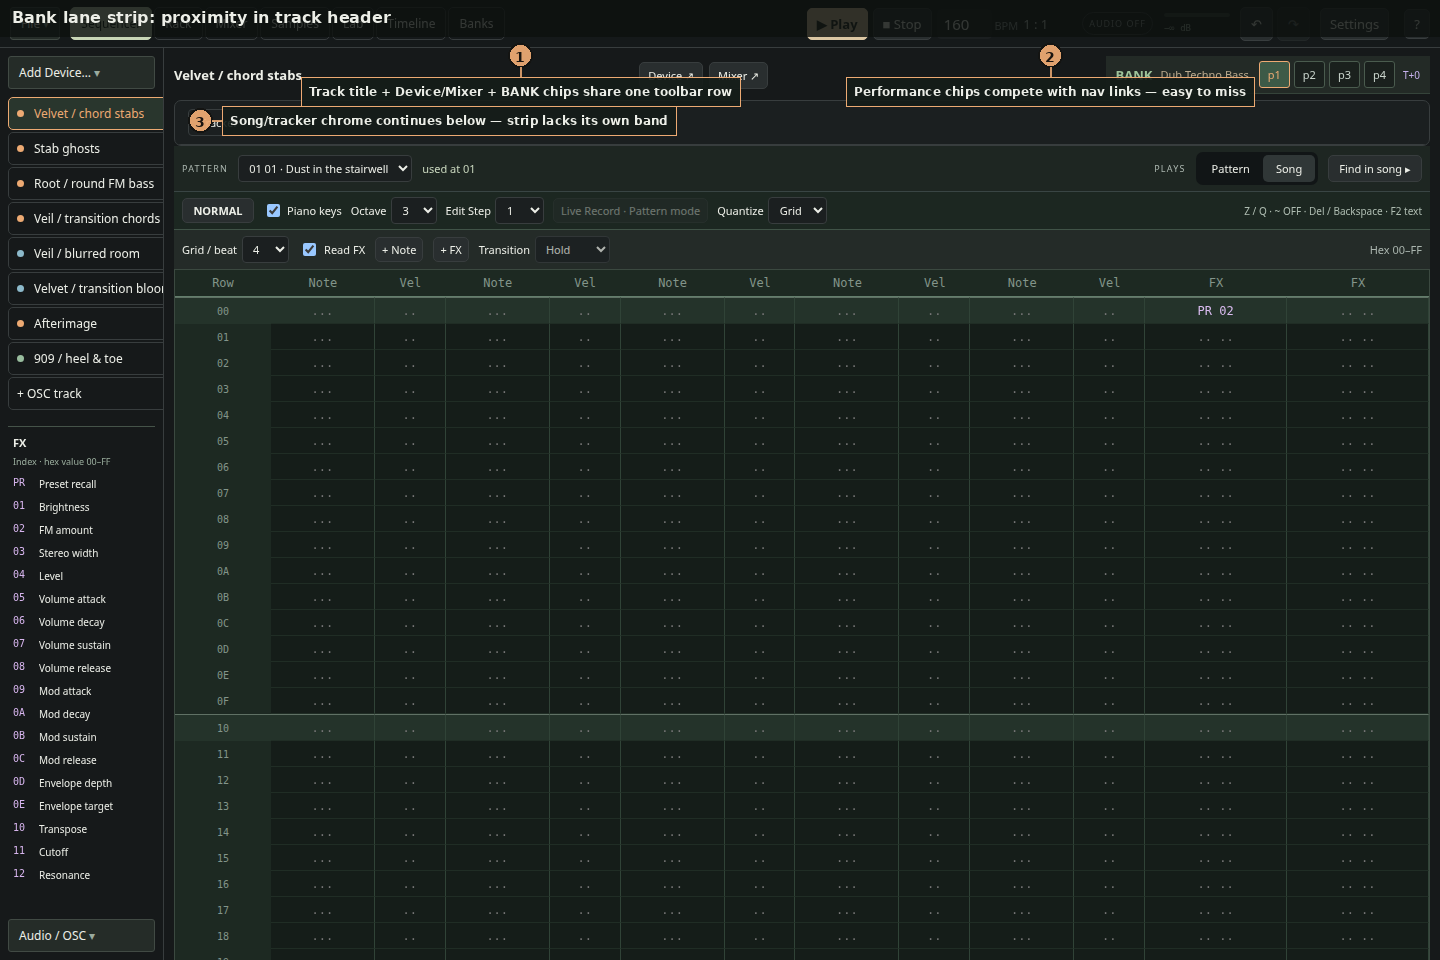 Bank lane strip: proximity in track header
Timeline
Banks
▶ Play
■ Stop
160
BPM
1 : 1
AUDIO OFF
dB
Settings
?
1
2
Add Device... ▾
Velvet / chord stabs
Device ↗
Mixer ↗
BANK
Dub Techno Bass
p1
p2
p3
p4
T+0
Track title + Device/Mixer + BANK chips share one toolbar row
Performance chips compete with nav links — easy to miss
3
Song/tracker chrome continues below — strip lacks its own band
Velvet / chord stabs
Stab ghosts
Root / round FM bass
Veil / transition chords
Veil / blurred room
Velvet / transition bloor
Afterimage
909 / heel & toe
+ OSC track
PATTERN
01 01 · Dust in the stairwell
used at 01
PLAYS
Pattern
Song
Find in song ▸
NORMAL
Piano keys
Octave
3
Edit Step
1
Live Record · Pattern mode
Quantize
Grid
Z / Q · ~ OFF · Del / Backspace · F2 text
Grid / beat
4
Read FX
+ Note
+ FX
Transition
Hold
Hex 00–FF
Row Note Vel Note Vel Note Vel Note Vel Note Vel FX FX
00 ... .. ... .. ... .. ... .. ... .. PR 02 .. ..
01 ... .. ... .. ... .. ... .. ... .. .. .. .. ..
02 ... .. ... .. ... .. ... .. ... .. .. .. .. ..
03 ... .. ... .. ... .. ... .. ... .. .. .. .. ..
04 ... .. ... .. ... .. ... .. ... .. .. .. .. ..
05 ... .. ... .. ... .. ... .. ... .. .. .. .. ..
06 ... .. ... .. ... .. ... .. ... .. .. .. .. ..
07 ... .. ... .. ... .. ... .. ... .. .. .. .. ..
08 ... .. ... .. ... .. ... .. ... .. .. .. .. ..
09 ... .. ... .. ... .. ... .. ... .. .. .. .. ..
0A ... .. ... .. ... .. ... .. ... .. .. .. .. ..
0B ... .. ... .. ... .. ... .. ... .. .. .. .. ..
0C ... .. ... .. ... .. ... .. ... .. .. .. .. ..
0D ... .. ... .. ... .. ... .. ... .. .. .. .. ..
0E ... .. ... .. ... .. ... .. ... .. .. .. .. ..
0F ... .. ... .. ... .. ... .. ... .. .. .. .. ..
10 ... .. ... .. ... .. ... .. ... .. .. .. .. ..
11 ... .. ... .. ... .. ... .. ... .. .. .. .. ..
12 ... .. ... .. ... .. ... .. ... .. .. .. .. ..
13 ... .. ... .. ... .. ... .. ... .. .. .. .. ..
14 ... .. ... .. ... .. ... .. ... .. .. .. .. ..
15 ... .. ... .. ... .. ... .. ... .. .. .. .. ..
16 ... .. ... .. ... .. ... .. ... .. .. .. .. ..
17 ... .. ... .. ... .. ... .. ... .. .. .. .. ..
18 ... .. ... .. ... .. ... .. ... .. .. .. .. ..
FX
Index · hex value 00–FF
PR Preset recall
01 Brightness
02 FM amount
03 Stereo width
04 Level
05 Volume attack
06 Volume decay
07 Volume sustain
08 Volume release
09 Mod attack
0A Mod decay
0B Mod sustain
0C Mod release
0D Envelope depth
0E Envelope target
10 Transpose
11 Cutoff
12 Resonance
Audio / OSC ▾